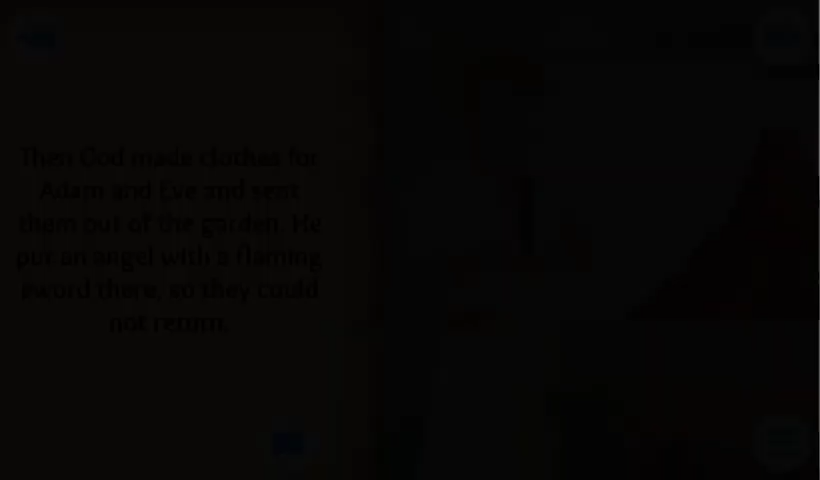 Then God made clothes for
Adam and Eve and sent
them out of the garden. He
put an angel with a flaming
sword there, so they could
not return.